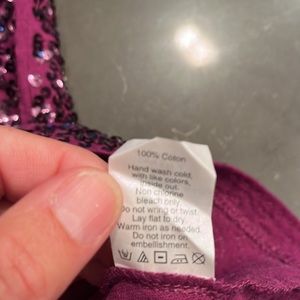 100% Cotton
Hand wash cold,
with like colors,
inside out.
Non chlorine
bleach only.
Do not wring or twist.
Lay flat to dry.
Warm iron as needed.
Do not iron on
embellishment.